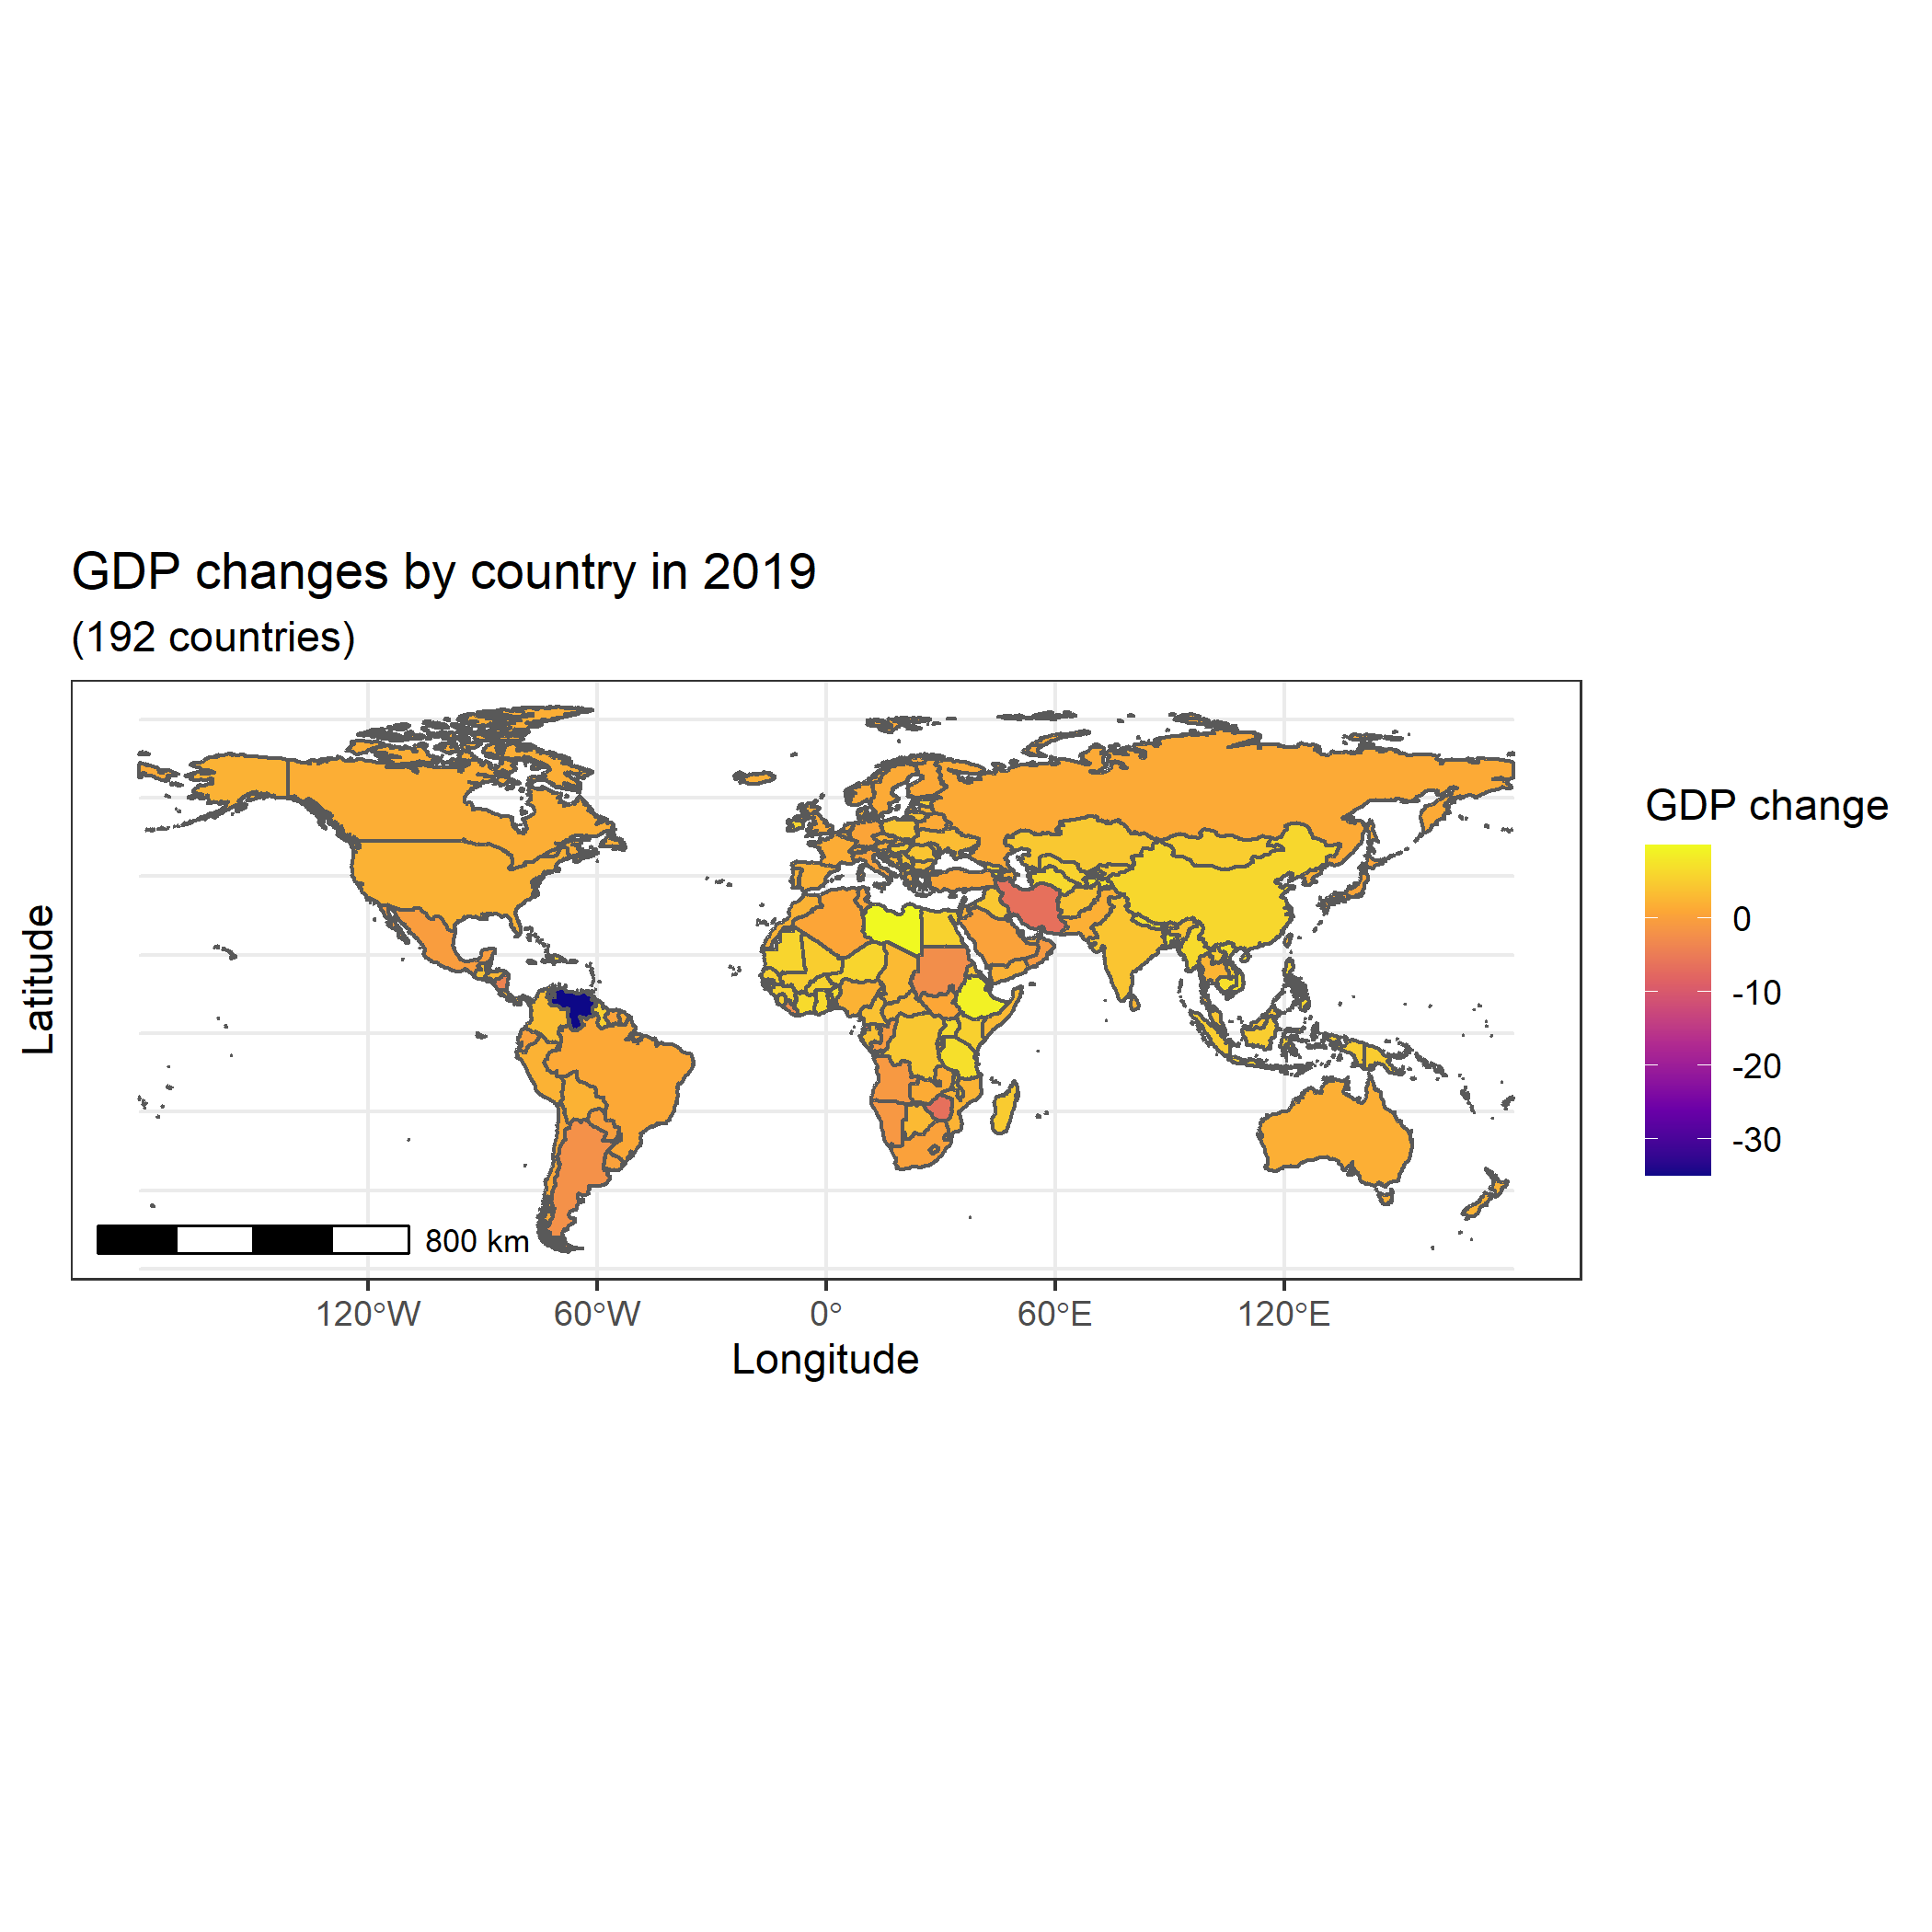 GDP changes by country in 2019
(192 countries)
Latitude
800 km
120°W
60°W
0°
60°E
120°E
Longitude
GDP change
0
-10
-20
-30